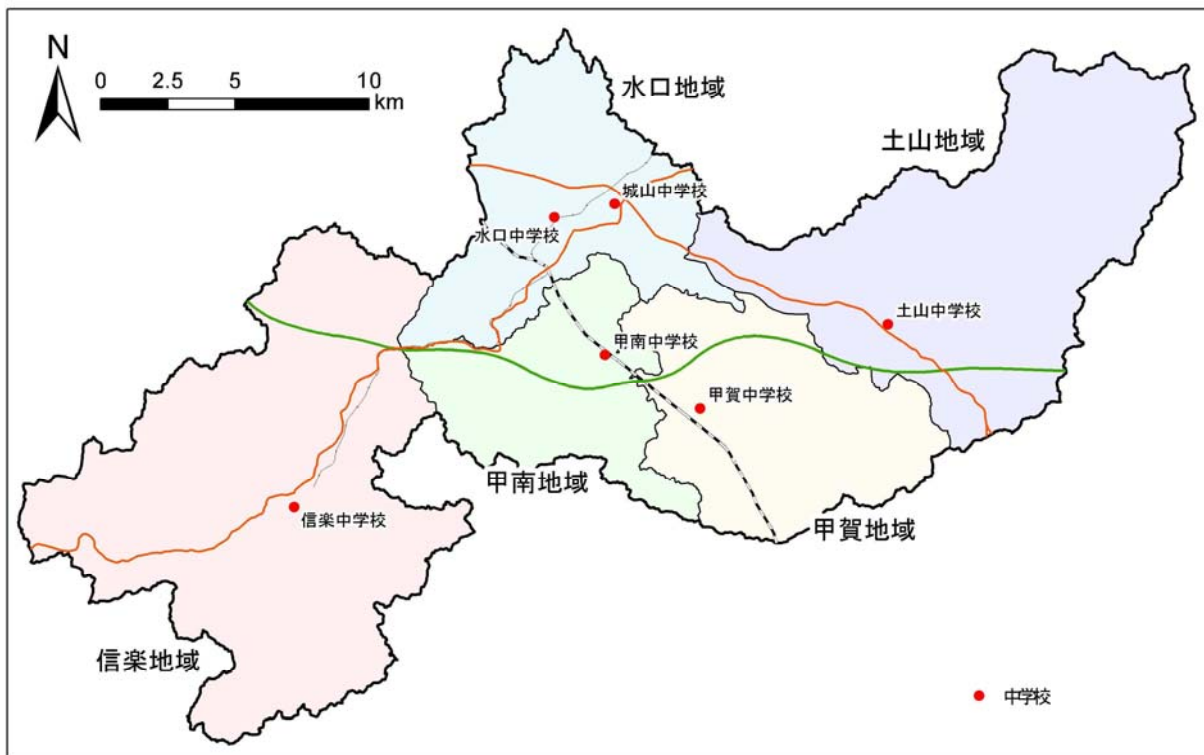 N
0 2.5 5 10
km
水口地域
土山地域
城山中学校
水口中学校
土山中学校
甲南中学校
甲賀中学校
甲南地域
信楽中学校
甲賀地域
信楽地域
中学校